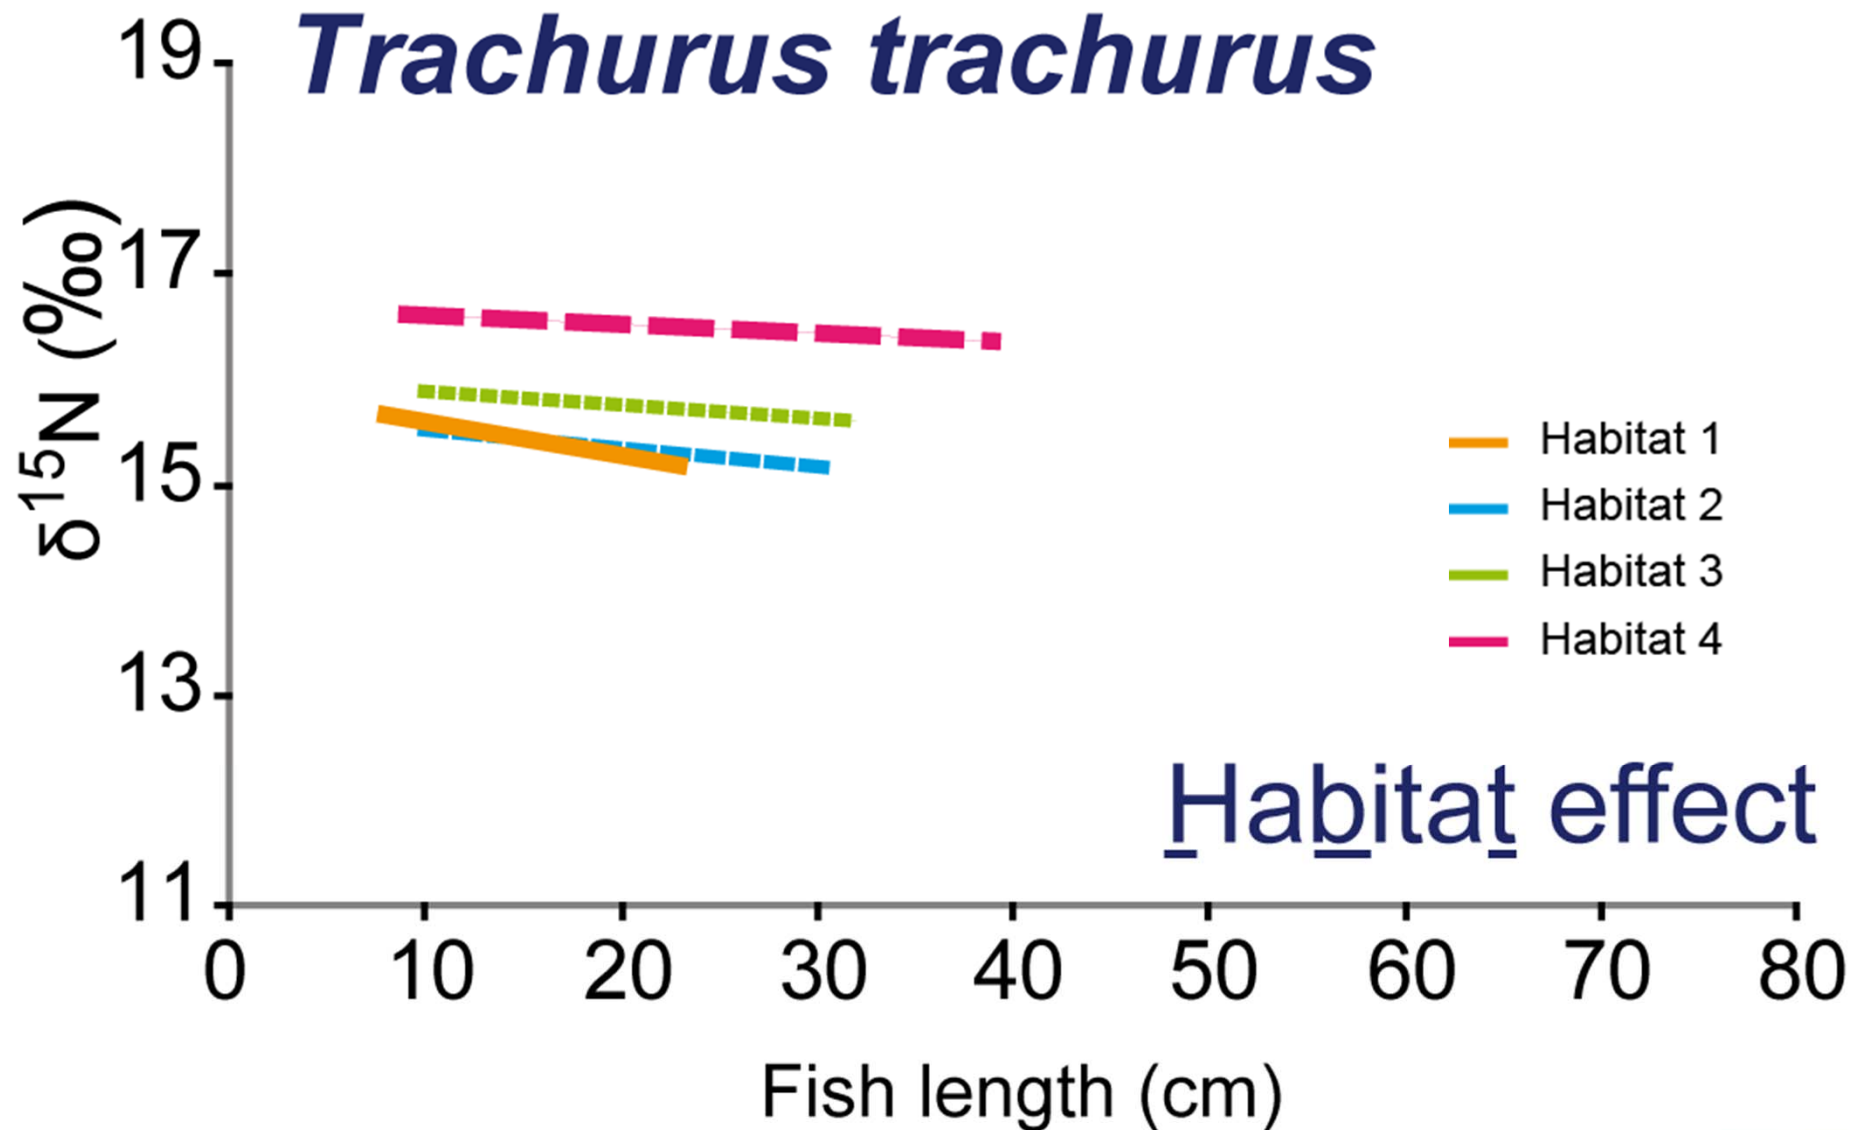 Trachurus trachurus
19
17
15
13
11
δ¹⁵N (‰)
Habitat 1
Habitat 2
Habitat 3
Habitat 4
Habitat effect
0 10 20 30 40 50 60 70 80
Fish length (cm)